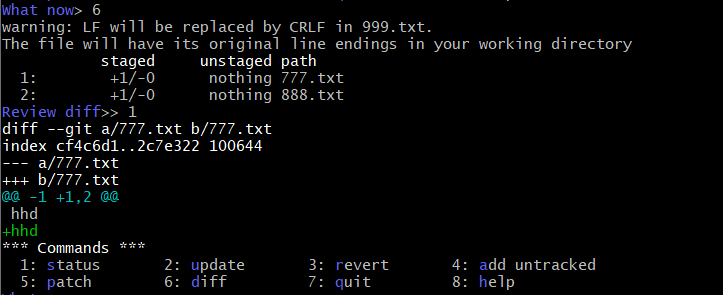 What now> 6
warning: LF will be replaced by CRLF in 999.txt.
The file will have its original line endings in your working directory
staged unstaged path
1: +1/-0 nothing 777.txt
2: +1/-0 nothing 888.txt
Review diff>> 1
diff --git a/777.txt b/777.txt
index cf4c6d1..2c7e322 100644
--- a/777.txt
+++ b/777.txt
@@ -1 +1,2 @@
hhd
+hhd
*** Commands ***
1: status 2: update 3: revert 4: add untracked
5: patch 6: diff 7: quit 8: help